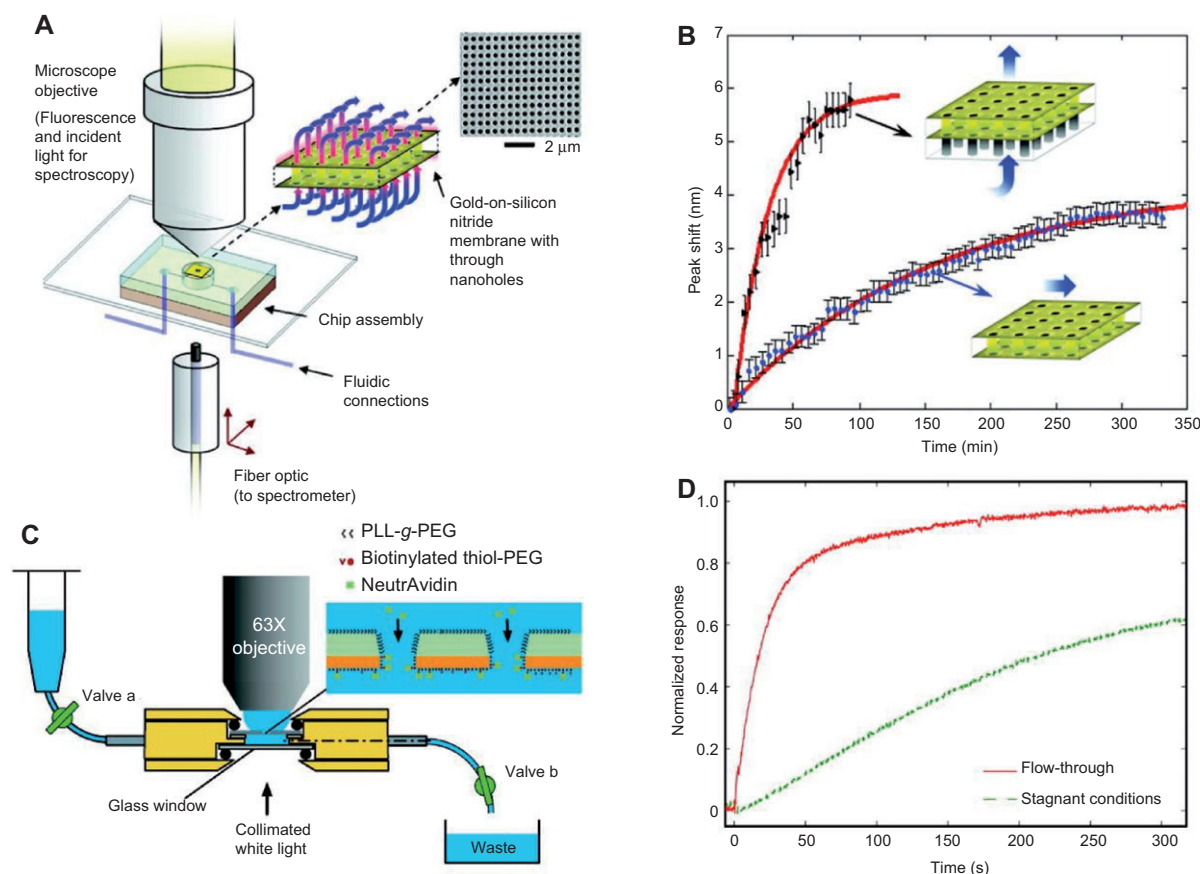 A
Microscope
objective
(Fluorescence
and incident
light for
spectroscopy)
2 μm
Gold-on-silicon
nitride
membrane with
through
nanoholes
Chip assembly
Fluidic
connections
Fiber optic
(to spectrometer)
B
Peak shift (nm)
7
6
5
4
3
2
1
0
0
50
100
150
200
250
300
350
Time (min)
C
PLL-g-PEG
Biotinylated thiol-PEG
NeutrAvidin
63X
objective
Valve a
Glass window
Collimated
white light
Valve b
Waste
D
Normalized response
1.0
0.8
0.6
0.4
0.2
0
Flow-through
Stagnant conditions
0
50
100
150
200
250
300
Time (s)